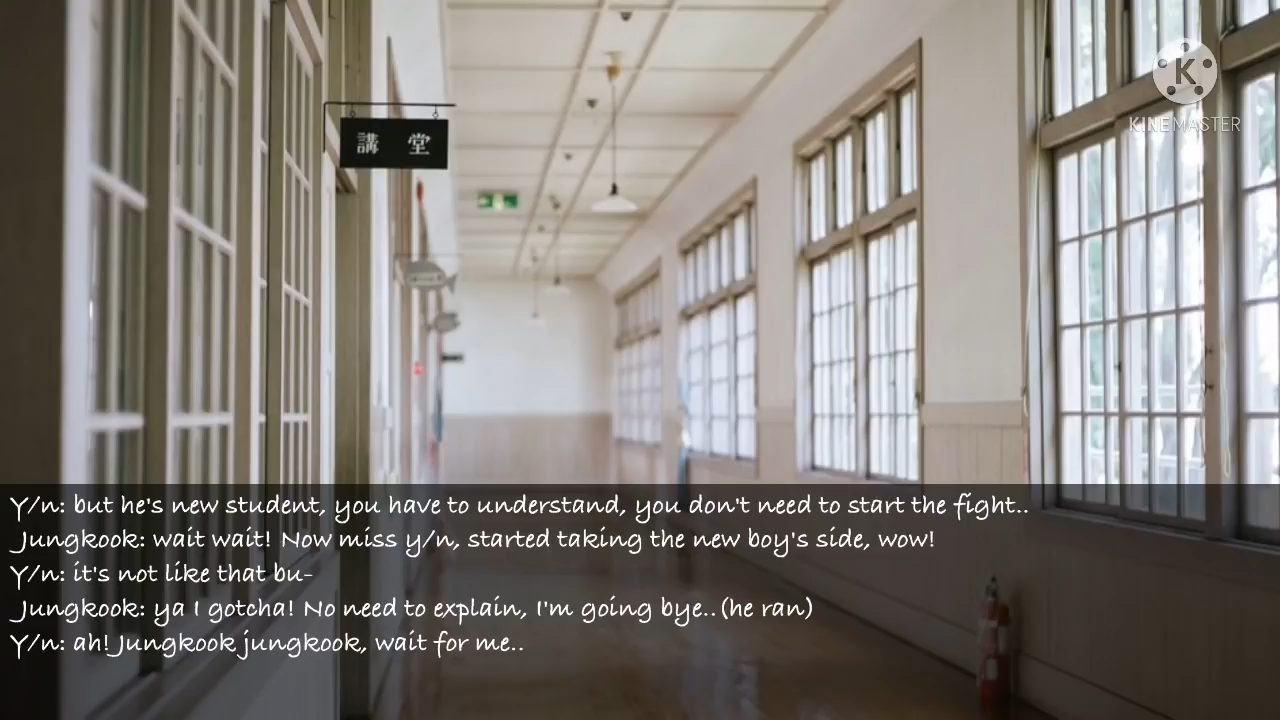 講堂
K
KINEMASTER
Y/n: but he's new student, you have to understand, you don't need to start the fight..
Jungkook: wait wait! Now miss y/n, started taking the new boy's side, wow!
Y/n: it's not like that bu-
Jungkook: ya I gotcha! No need to explain, I'm going bye..(he ran)
Y/n: ah! Jungkook jungkook, wait for me..